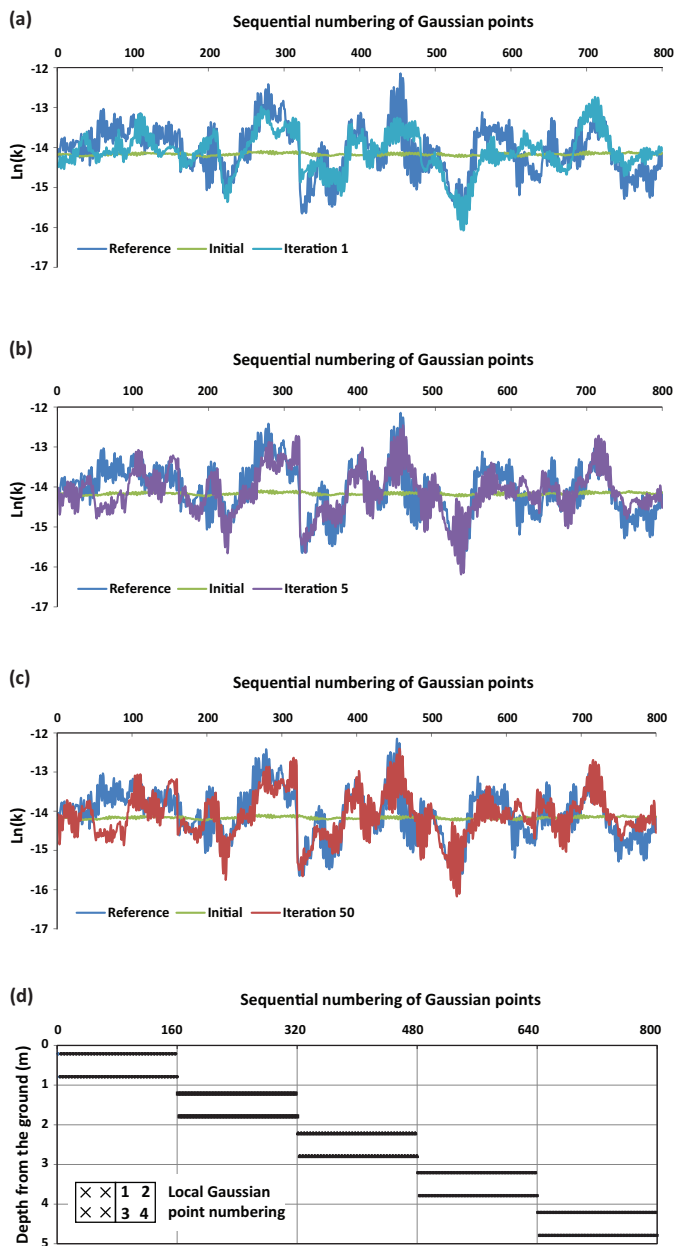 (a)
Sequential numbering of Gaussian points
0 100 200 300 400 500 600 700 800
-12
-13
-14
-15
-16
-17
Ln(k)
Reference Initial Iteration 1
(b)
Sequential numbering of Gaussian points
0 100 200 300 400 500 600 700 800
-12
-13
-14
-15
-16
-17
Ln(k)
Reference Initial Iteration 5
(c)
Sequential numbering of Gaussian points
0 100 200 300 400 500 600 700 800
-12
-13
-14
-15
-16
-17
Ln(k)
Reference Initial Iteration 50
(d)
Sequential numbering of Gaussian points
0 160 320 480 640 800
0
1
2
3
4
5
Depth from the ground (m)
1 2
3 4
Local Gaussian
point numbering